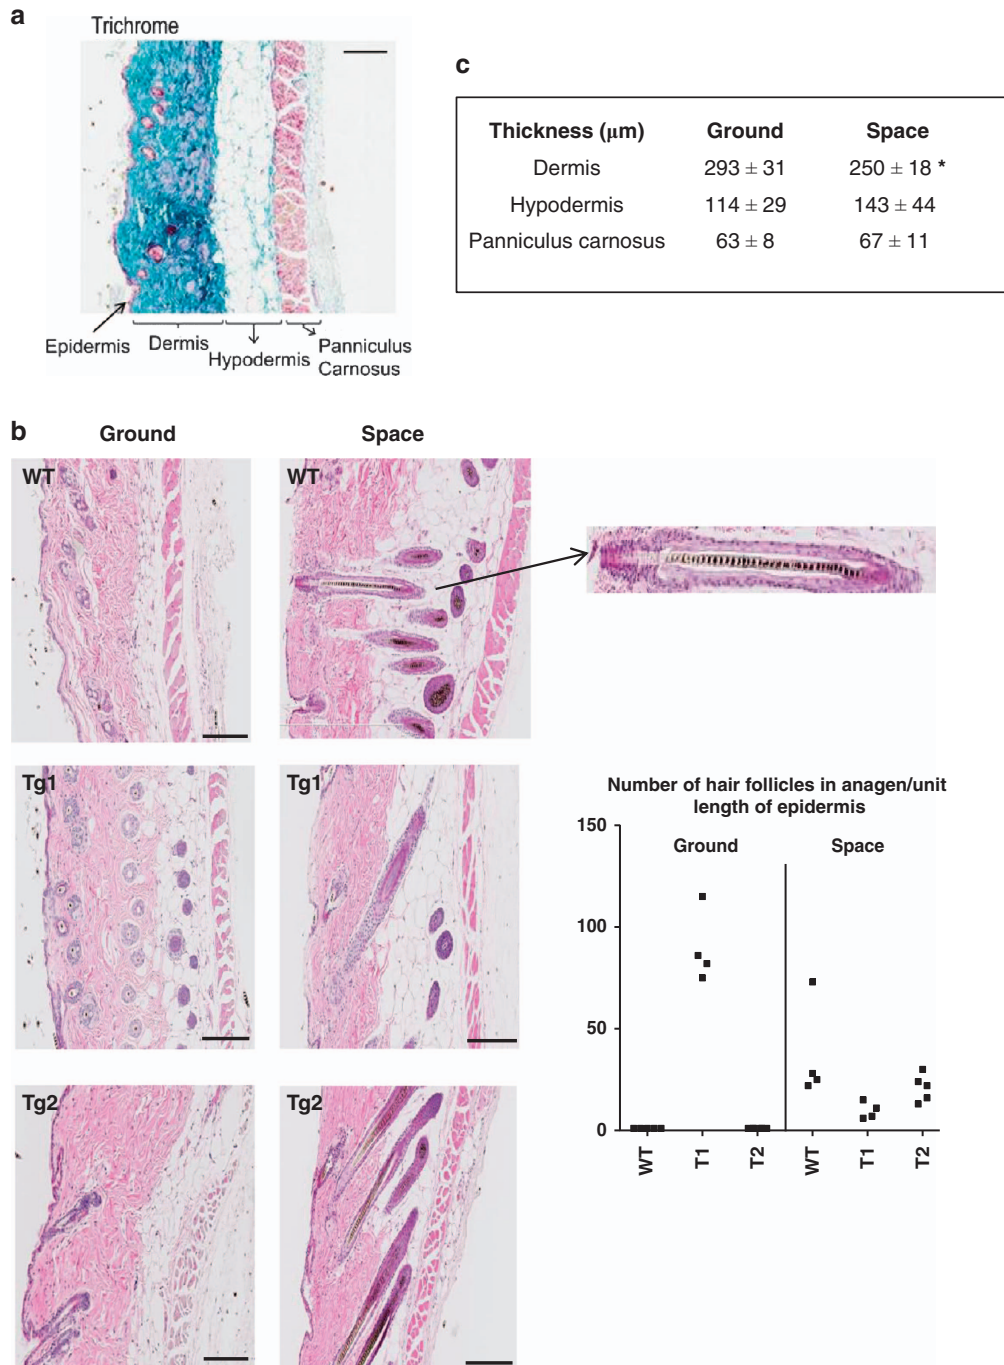 a
Trichrome
Epidermis
Dermis
Hypodermis
Panniculus
Carnosus
c
Thickness (μm) Ground Space
Dermis 293 ± 31 250 ± 18 *
Hypodermis 114 ± 29 143 ± 44
Panniculus carnosus 63 ± 8 67 ± 11
b
Ground Space
WT WT
Tg1 Tg1
Tg2 Tg2
Number of hair follicles in anagen/unit
length of epidermis
150
Ground Space
100
50
0
WT T1 T2 WT T1 T2